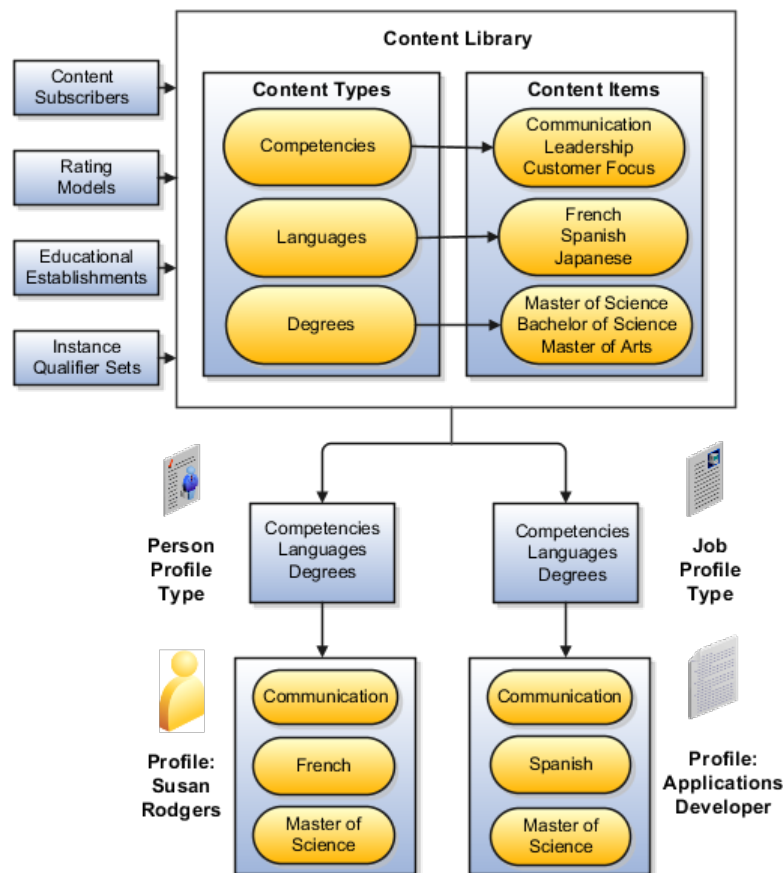 Content Library
Content Types
Content Items
Content
Subscribers
Rating
Models
Educational
Establishments
Instance
Qualifier Sets
Competencies
Communication
Leadership
Customer Focus
Languages
French
Spanish
Japanese
Degrees
Master of Science
Bachelor of Science
Master of Arts
Person
Profile
Type
Competencies
Languages
Degrees
Competencies
Languages
Degrees
Job
Profile
Type
Profile:
Susan
Rodgers
Communication
French
Master of
Science
Communication
Spanish
Master of
Science
Profile:
Applications
Developer